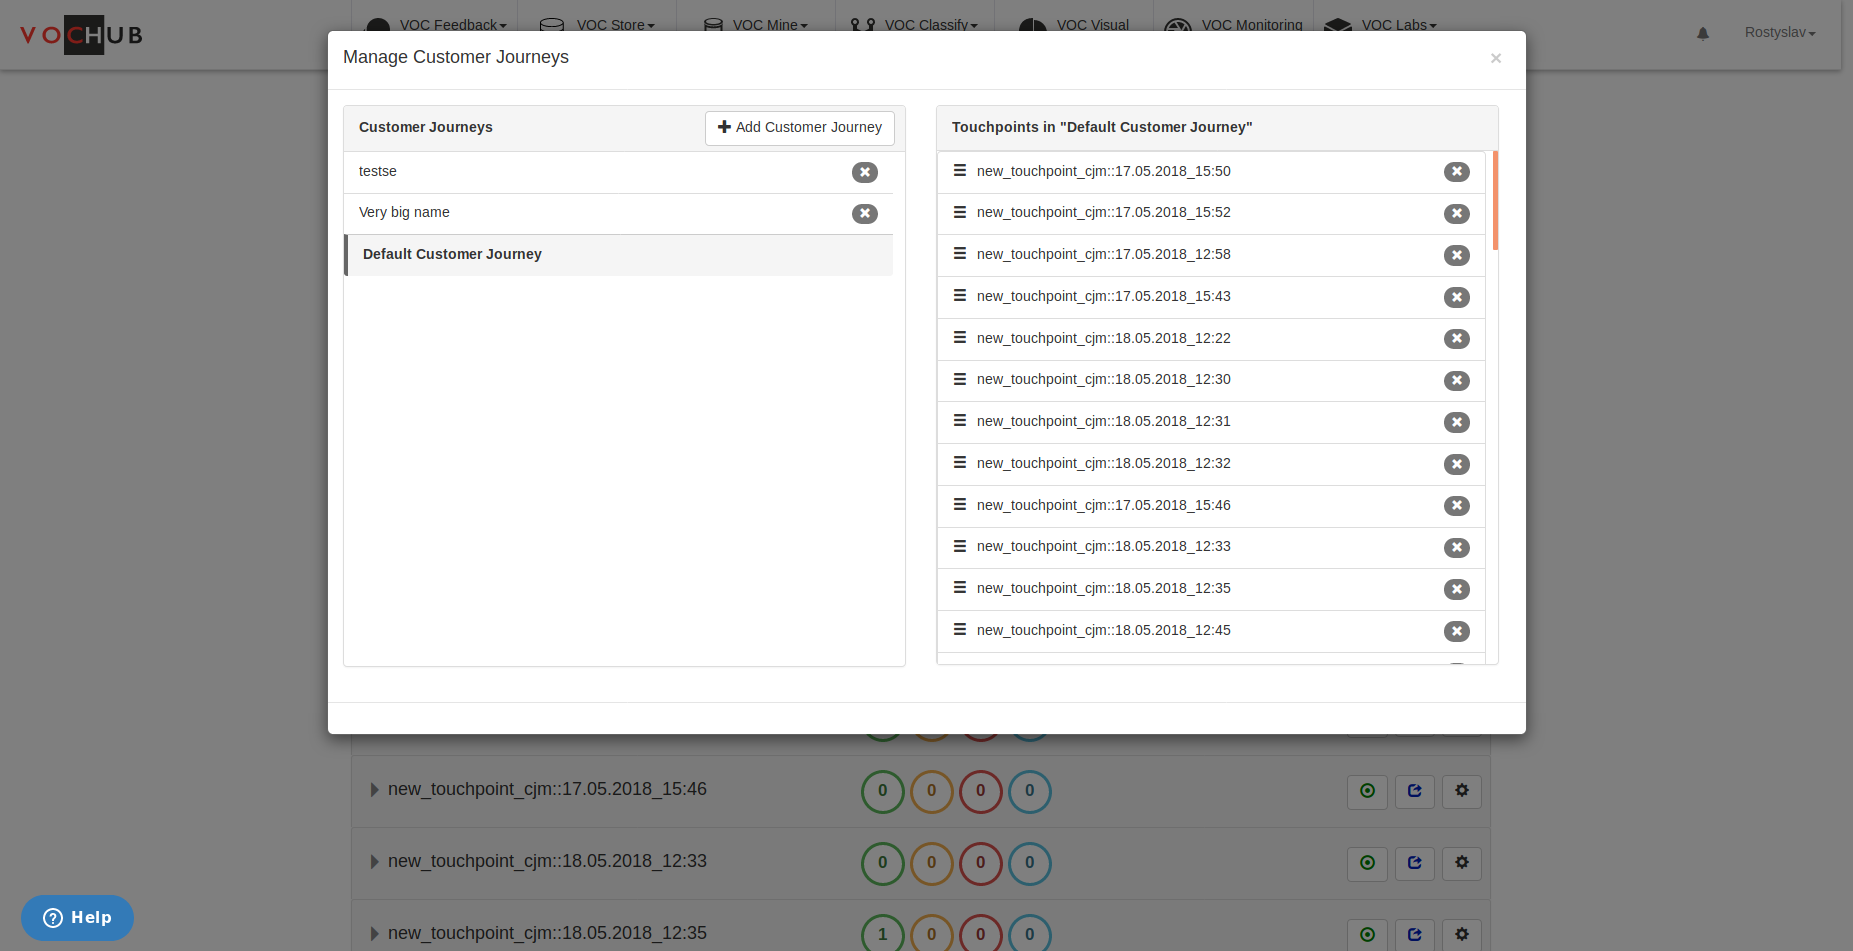 VOCHUB
VOC Feedback
VOC Store
VOC Mine
VOC Classify
VOC Visual
VOC Monitoring
VOC Labs
Rostyslav
Manage Customer Journeys
×
Customer Journeys
Add Customer Journey
testse
Very big name
Default Customer Journey
Touchpoints in "Default Customer Journey"
new_touchpoint_cjm::17.05.2018_15:50
new_touchpoint_cjm::17.05.2018_15:52
new_touchpoint_cjm::17.05.2018_12:58
new_touchpoint_cjm::17.05.2018_15:43
new_touchpoint_cjm::18.05.2018_12:22
new_touchpoint_cjm::18.05.2018_12:30
new_touchpoint_cjm::18.05.2018_12:31
new_touchpoint_cjm::18.05.2018_12:32
new_touchpoint_cjm::17.05.2018_15:46
new_touchpoint_cjm::18.05.2018_12:33
new_touchpoint_cjm::18.05.2018_12:35
new_touchpoint_cjm::18.05.2018_12:45
new_touchpoint_cjm::17.05.2018_15:46 0 0 0 0
new_touchpoint_cjm::18.05.2018_12:33 0 0 0 0
new_touchpoint_cjm::18.05.2018_12:35 1 0 0 0
Help